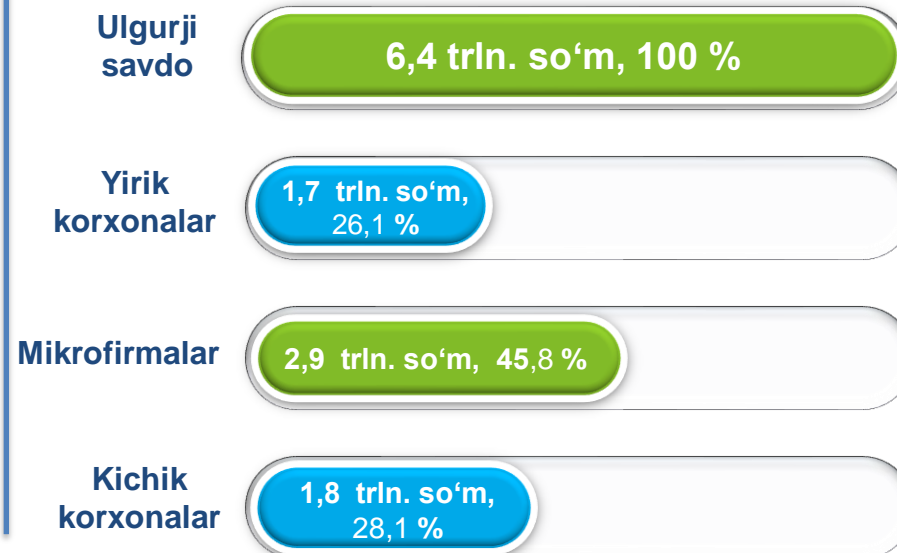 Ulgurji
savdo
6,4 trln. so‘m, 100 %
Yirik
korxonalar
1,7 trln. so‘m,
26,1 %
Mikrofirmalar
2,9 trln. so‘m, 45,8 %
Kichik
korxonalar
1,8 trln. so‘m,
28,1 %